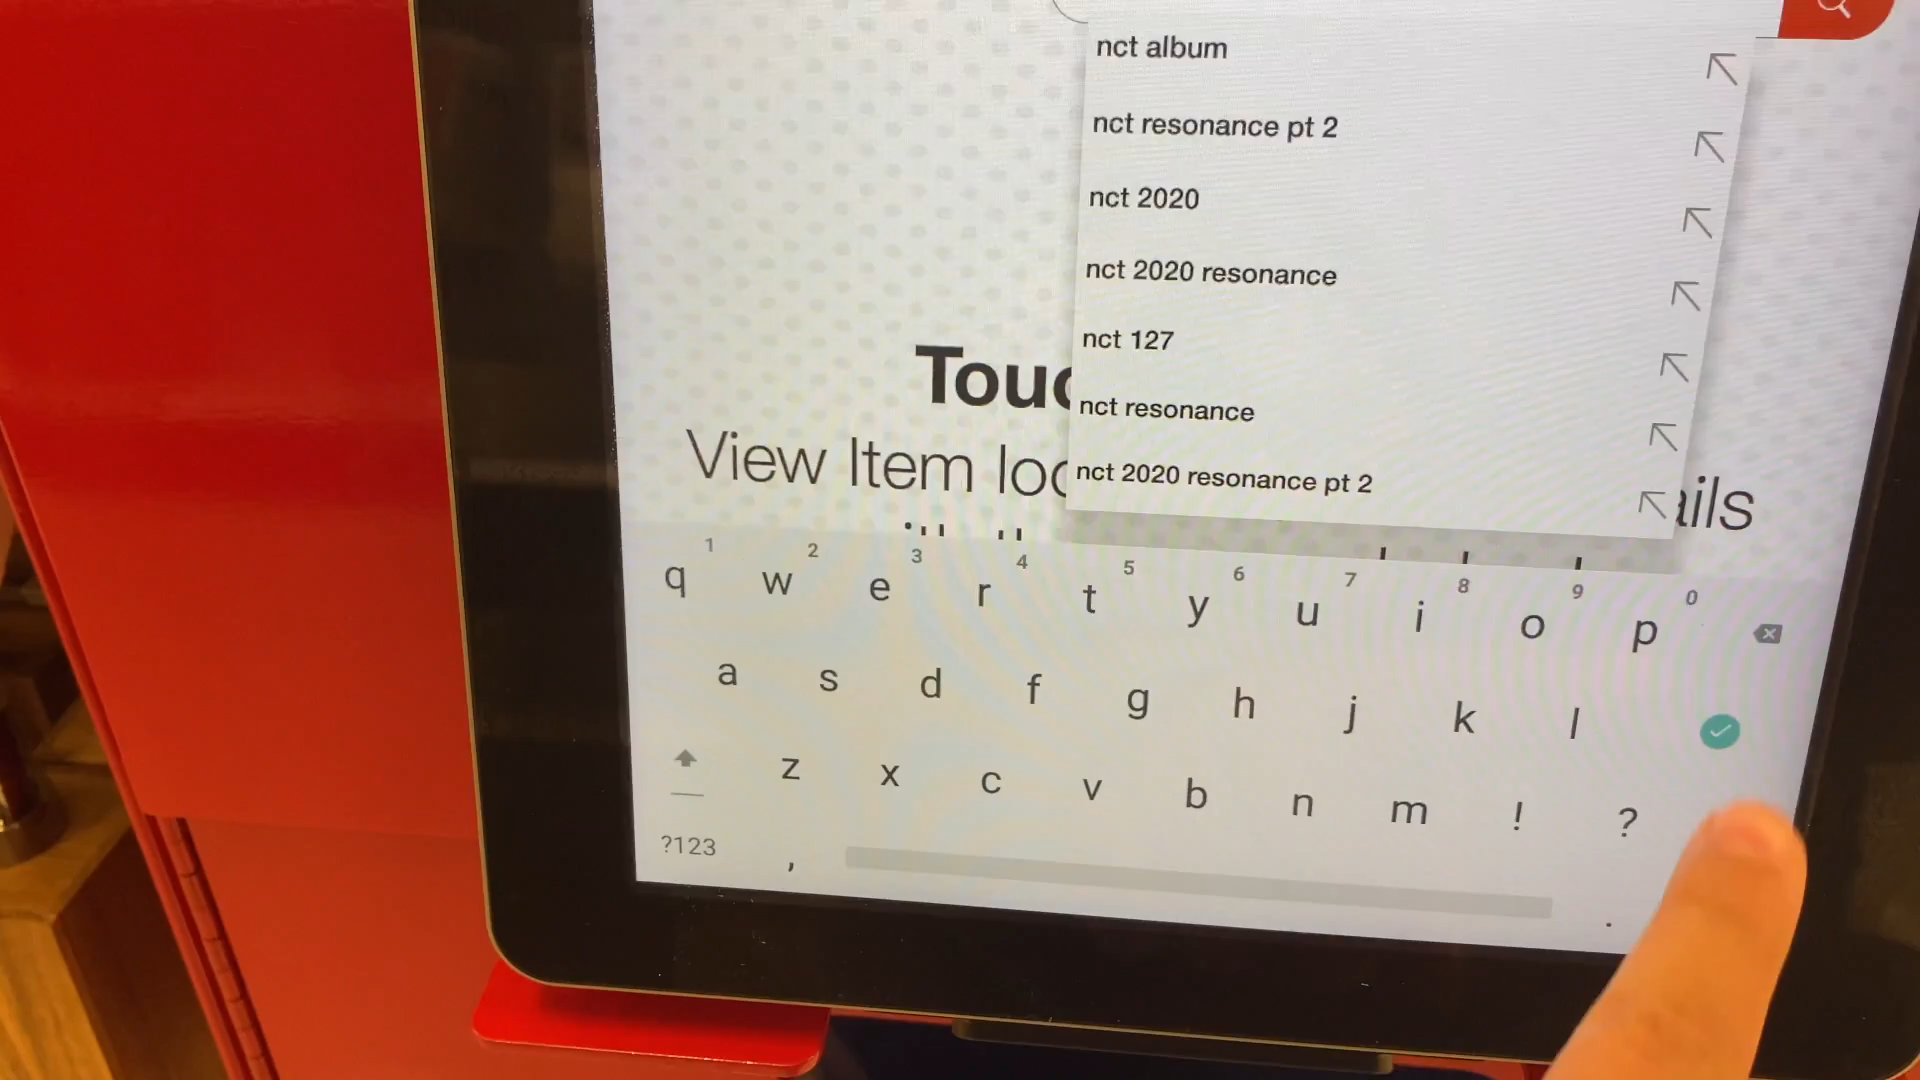 nct album
nct resonance pt 2
nct 2020
nct 2020 resonance
nct 127
nct resonance
nct 2020 resonance pt 2
Touc
View Item loc
ails
1 2 3 4 5 6 7 8 9 0
q w e r t y u i o p
a s d f g h j k l
z x c v b n m ! ?
?123 , .